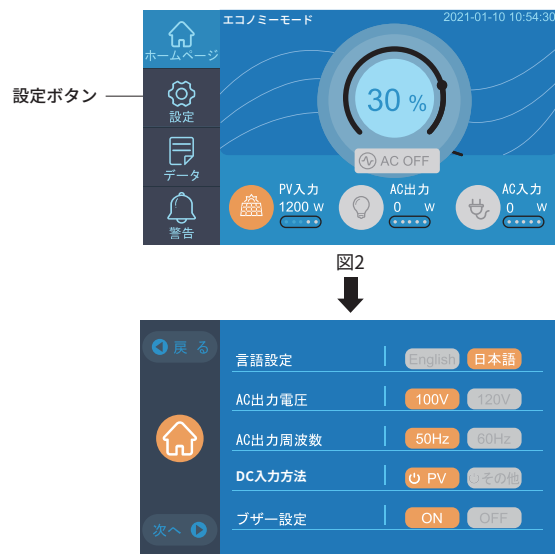 エコノミーモード
2021-01-10 10:54:30
ホームページ
設定ボタン
設定
データ
警告
30 %
AC OFF
PV入力
1200 W
AC出力
0 W
AC入力
0 W
図2
戻 る
次へ
言語設定
English 日本語
AC出力電圧
100V 120V
AC出力周波数
50Hz 60Hz
DC入力方法
PV その他
ブザー設定
ON OFF